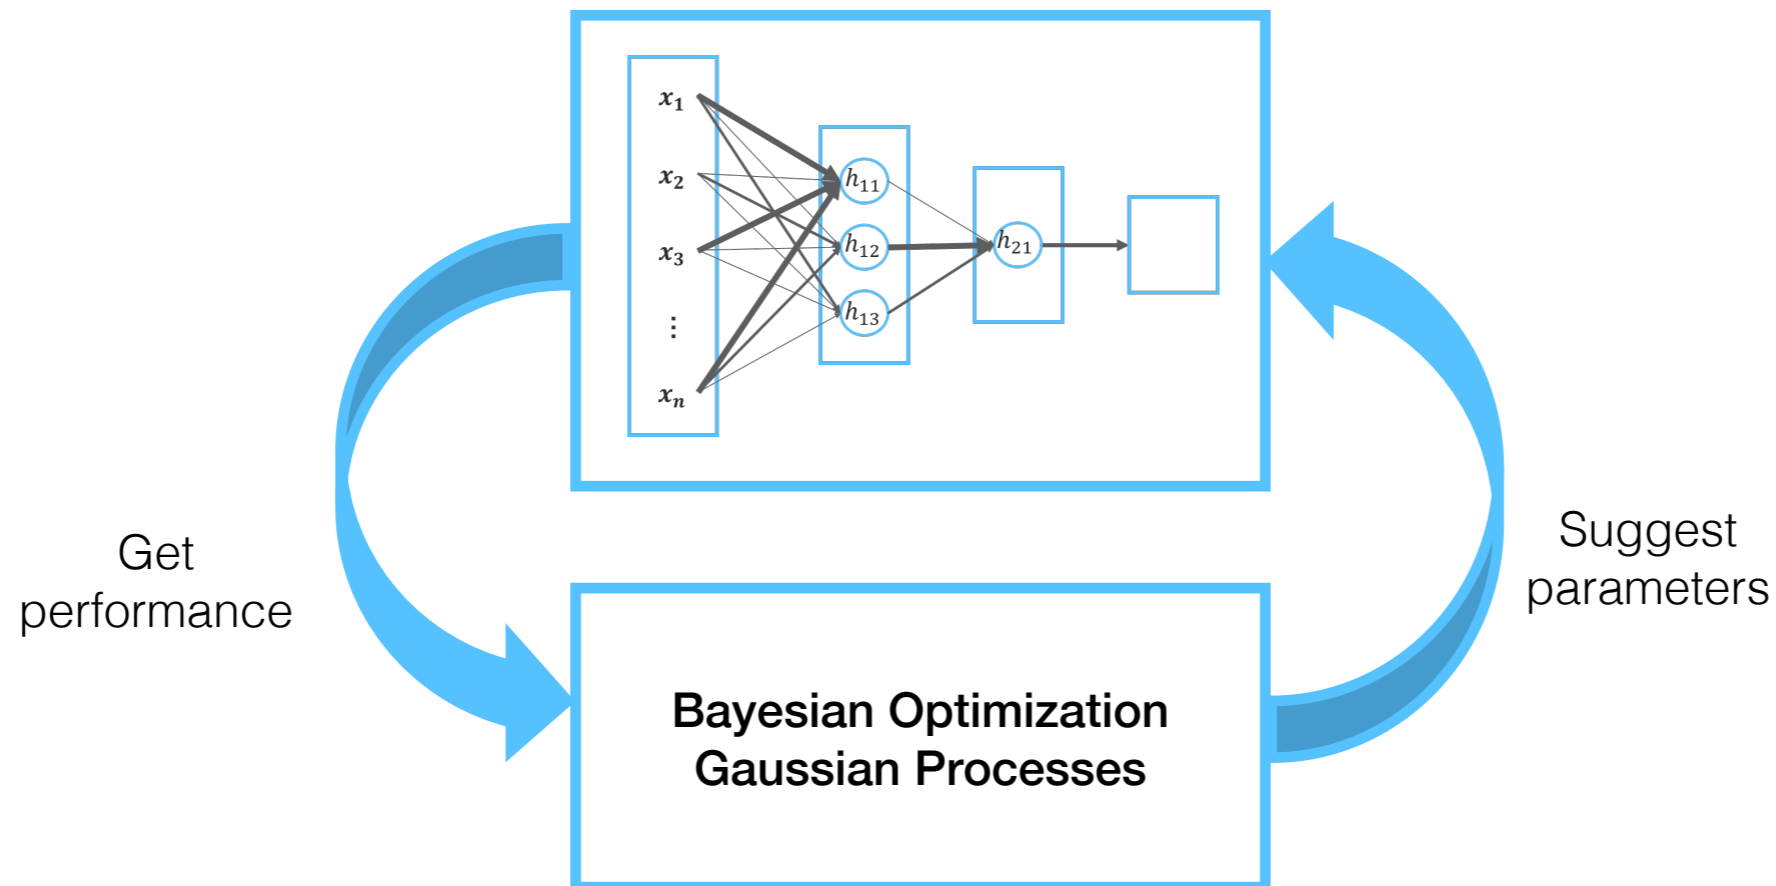 x₁
x₂
x₃
⋮
xₙ
h₁₁
h₁₂
h₁₃
h₂₁
Get
performance
Suggest
parameters
Bayesian Optimization
Gaussian Processes